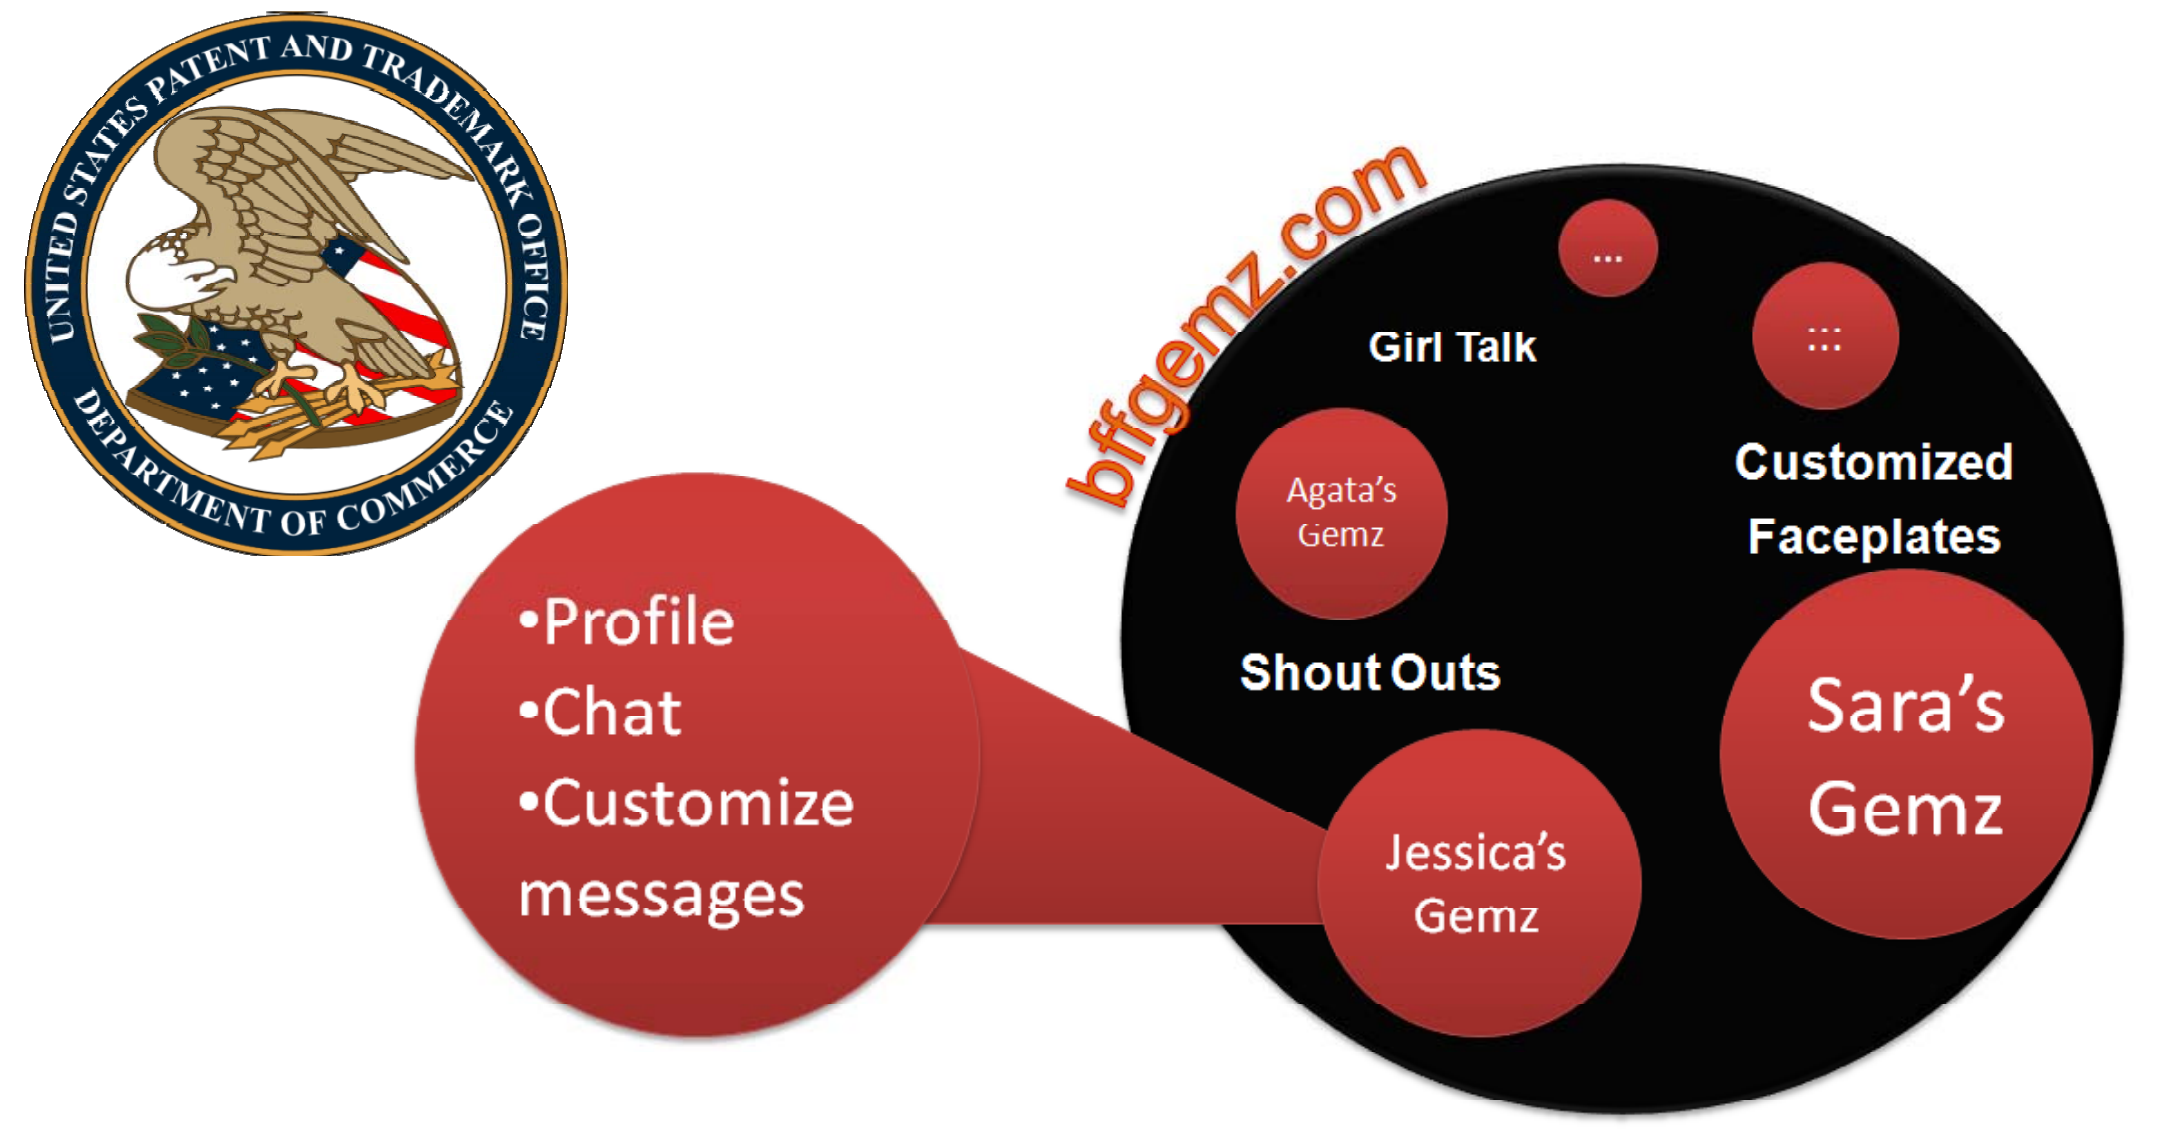 UNITED STATES PATENT AND TRADEMARK OFFICE
DEPARTMENT OF COMMERCE
bffgemz.com
...
:::
Girl Talk
Customized
Faceplates
Agata’s
Gemz
Shout Outs
Sara’s
Gemz
Jessica’s
Gemz
•Profile
•Chat
•Customize
messages